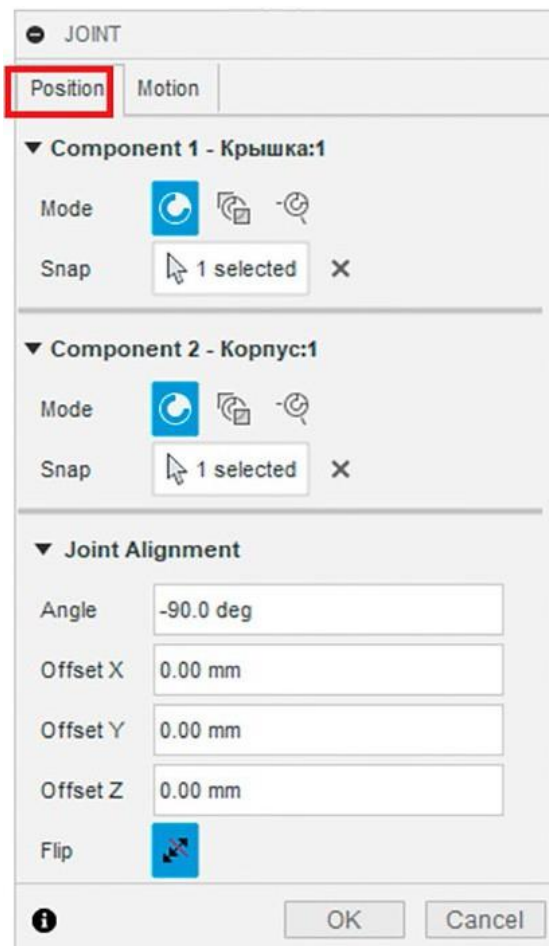 JOINT
Position Motion
Component 1 - Крышка:1
Mode
Snap 1 selected
Component 2 - Корпус:1
Mode
Snap 1 selected
Joint Alignment
Angle -90.0 deg
Offset X 0.00 mm
Offset Y 0.00 mm
Offset Z 0.00 mm
Flip
OK Cancel